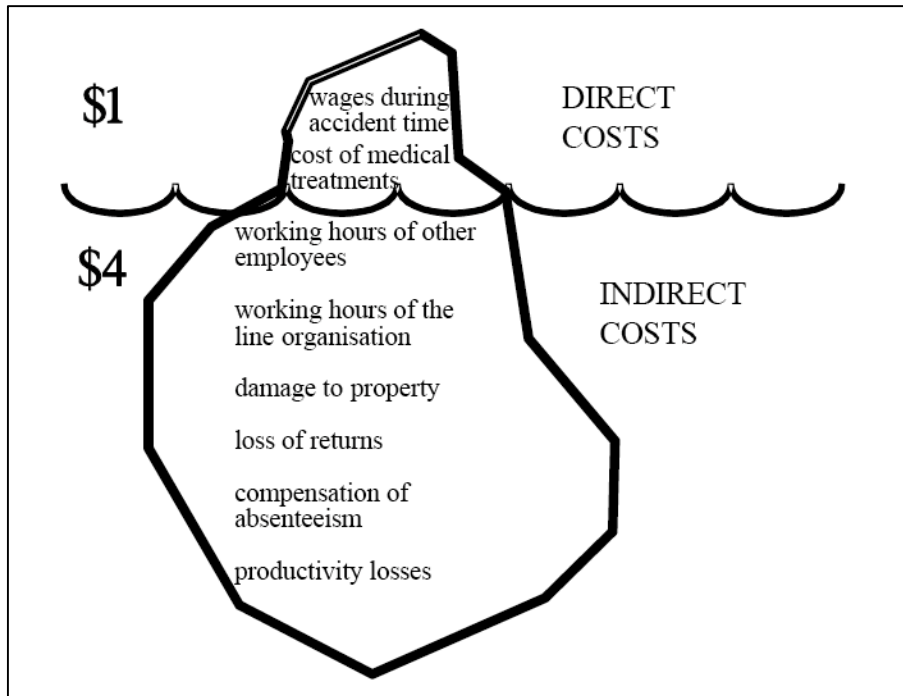 $1
wages during
accident time
cost of medical
treatments
DIRECT
COSTS
$4
working hours of other
employees
working hours of the
line organisation
damage to property
loss of returns
compensation of
absenteeism
productivity losses
INDIRECT
COSTS